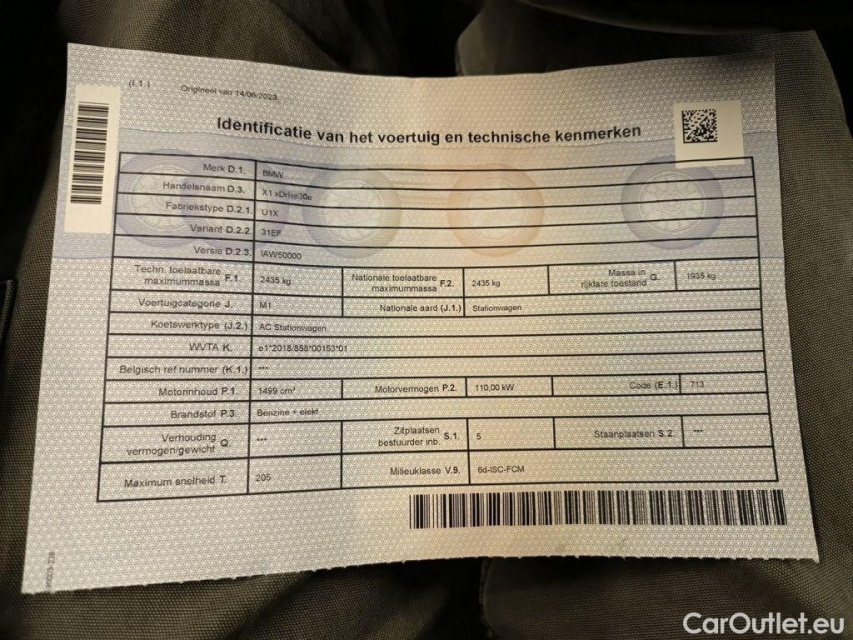 (I.1)
Origineel van 14/06/2023
Identificatie van het voertuig en technische kenmerken
Merk D.1. BMW
Handelsnaam D.3. X1 xDrive30e
Fabriekstype D.2.1. U1X
Variant D.2.2. 31EF
Versie D.2.3. IAW50000
Techn. toelaatbare maximummassa F.1. 2435 kg Nationale toelaatbare maximummassa F.2. 2435 kg Massa in rijklare toestand G. 1935 kg
Voertuigcategorie J. M1 Nationale aard (J.1.) Stationwagen
Koetswerktype (J.2.) AC Stationwagen
WVTA K. e1*2018/858*00153*01
Belgisch ref.nummer (K.1.) ---
Motorinhoud P.1. 1499 cm³ Motorvermogen P.2. 110,00 kW Code (E.1.) 713
Brandstof P.3. Benzine + elekt
Verhouding vermogen/gewicht Q. --- Zitplaatsen bestuurder inb. S.1. 5 Staanplaatsen S.2. ---
Maximum snelheid T. 205 Milieuklasse V.9. 6d-ISC-FCM
CarOutlet.eu